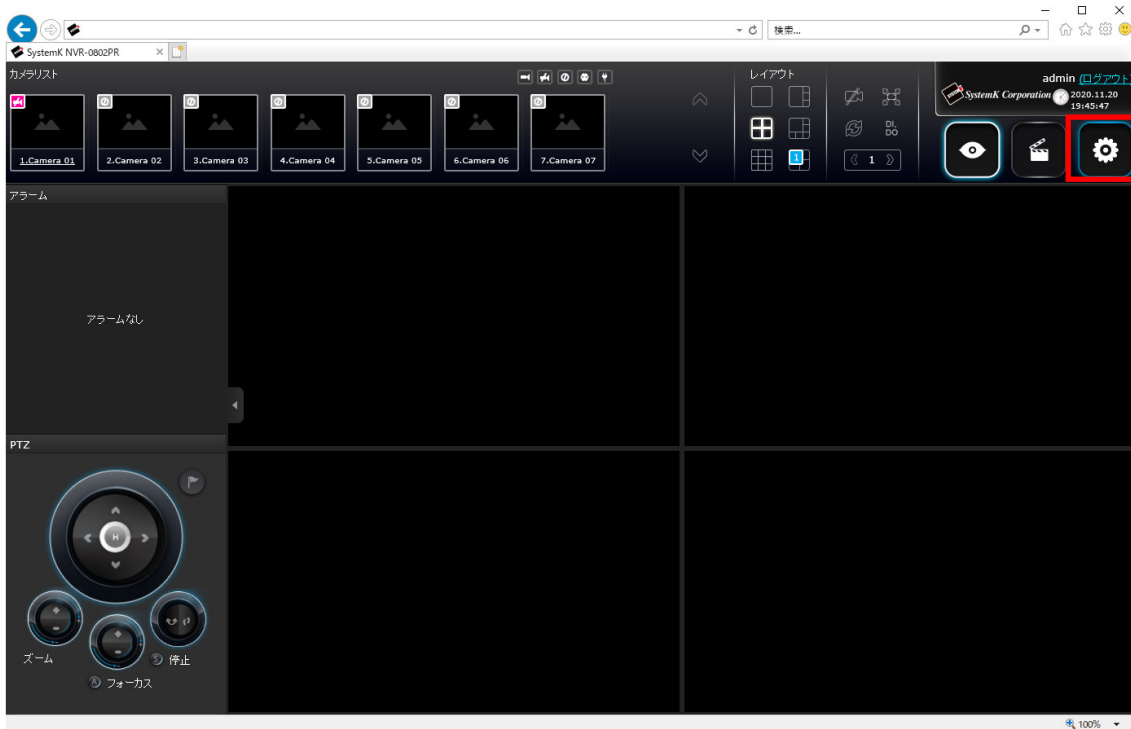 検索...
SystemK NVR-0802PR
カメラリスト
1.Camera 01
2.Camera 02
3.Camera 03
4.Camera 04
5.Camera 05
6.Camera 06
7.Camera 07
レイアウト
1
DI.
DO
1
admin (ログアウト)
SystemK Corporation
2020.11.20
19:45:47
アラーム
アラームなし
PTZ
H
ズーム
S 停止
A フォーカス
100%